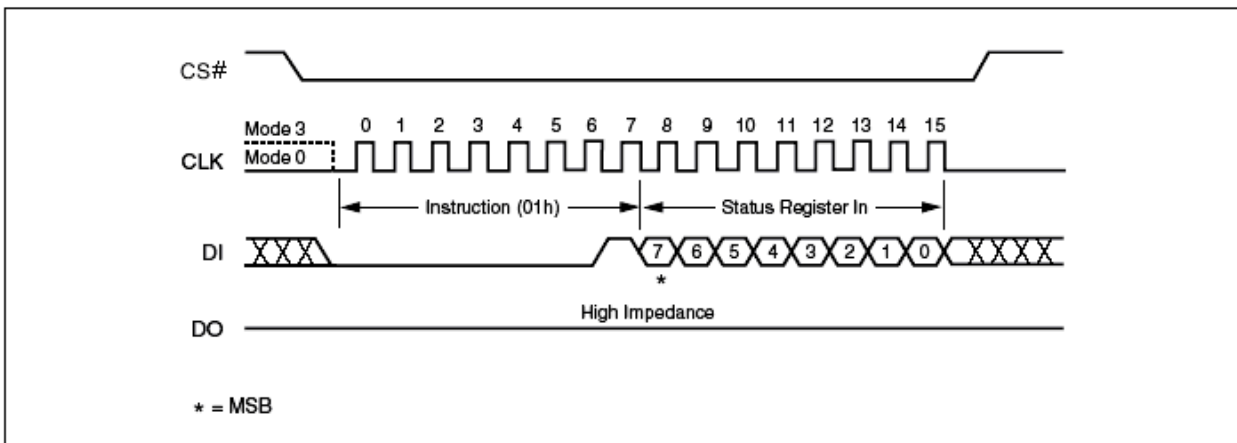 CS#
Mode 3 0 1 2 3 4 5 6 7 8 9 10 11 12 13 14 15
CLK Mode 0
Instruction (01h) Status Register In
DI 7 6 5 4 3 2 1 0
*
High Impedance
DO
* = MSB